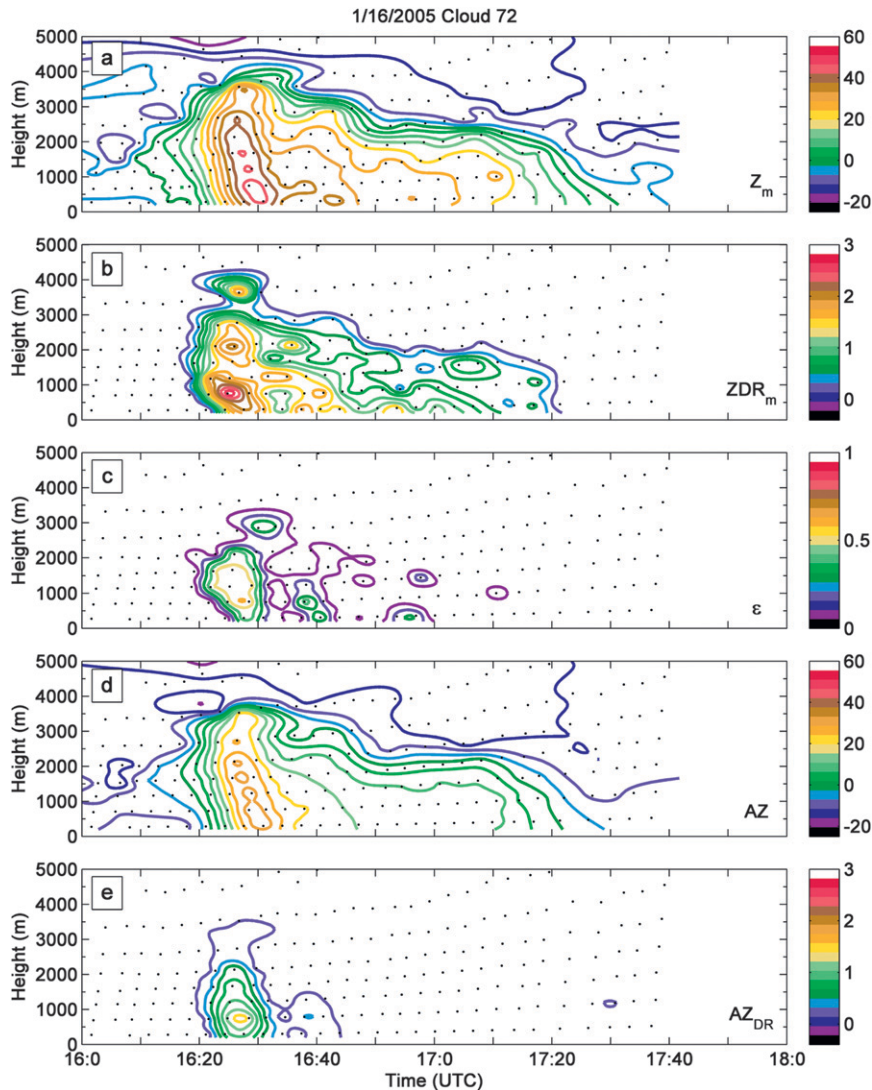 1/16/2005 Cloud 72
a
5000
4000
3000
2000
1000
0
Height (m)
Z_m
60
40
20
0
-20
b
5000
4000
3000
2000
1000
0
Height (m)
ZDR_m
3
2
1
0
c
5000
4000
3000
2000
1000
0
Height (m)
ε
1
0.5
0
d
5000
4000
3000
2000
1000
0
Height (m)
AZ
60
40
20
0
-20
e
5000
4000
3000
2000
1000
0
Height (m)
AZ_DR
3
2
1
0
16:0 16:20 16:40 17:0 17:20 17:40 18:0
Time (UTC)